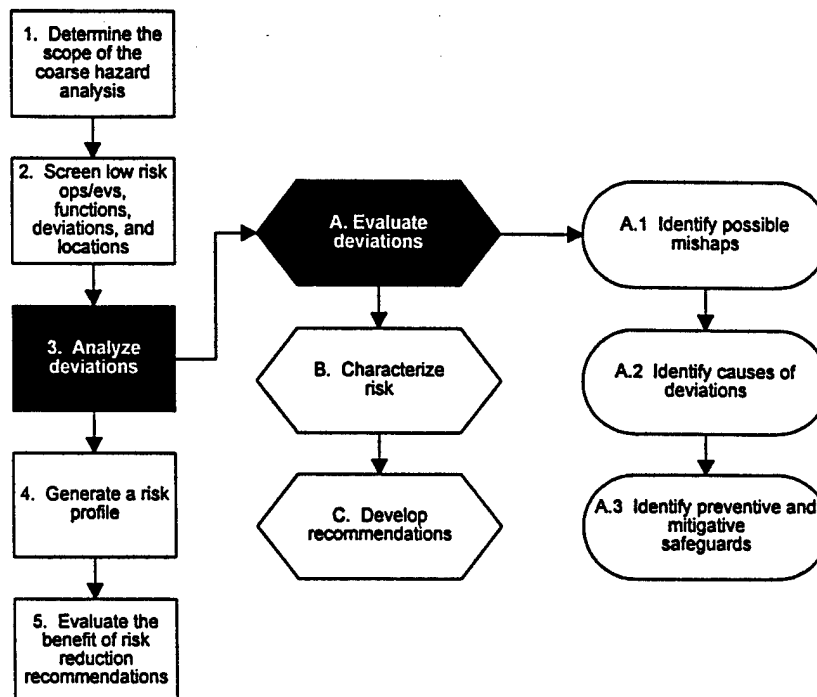 1. Determine the
scope of the
coarse hazard
analysis
2. Screen low risk
ops/evs,
functions,
deviations, and
locations
3. Analyze
deviations
4. Generate a risk
profile
5. Evaluate the
benefit of risk
reduction
recommendations
A. Evaluate
deviations
B. Characterize
risk
C. Develop
recommendations
A.1 Identify possible
mishaps
A.2 Identify causes of
deviations
A.3 Identify preventive and
mitigative
safeguards